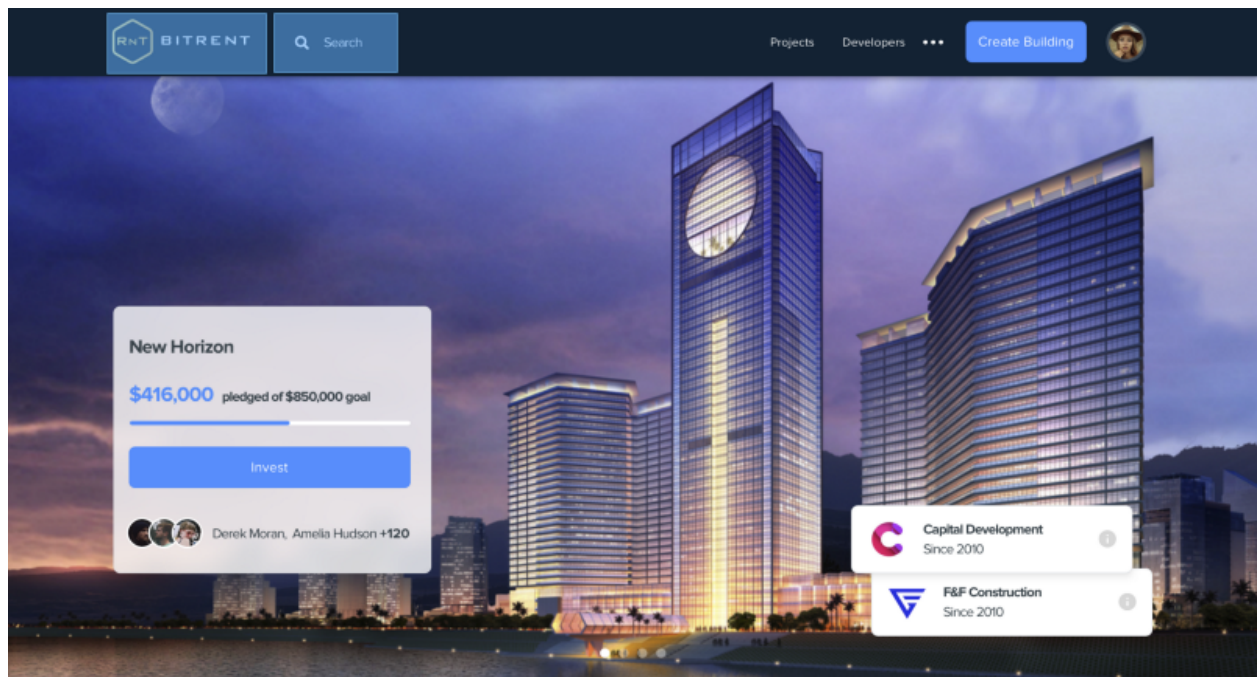 RNT BITRENT
Search
Projects
Developers
Create Building
New Horizon
$416,000 pledged of $850,000 goal
Invest
Derek Moran, Amelia Hudson +120
Capital Development
Since 2010
F&F Construction
Since 2010